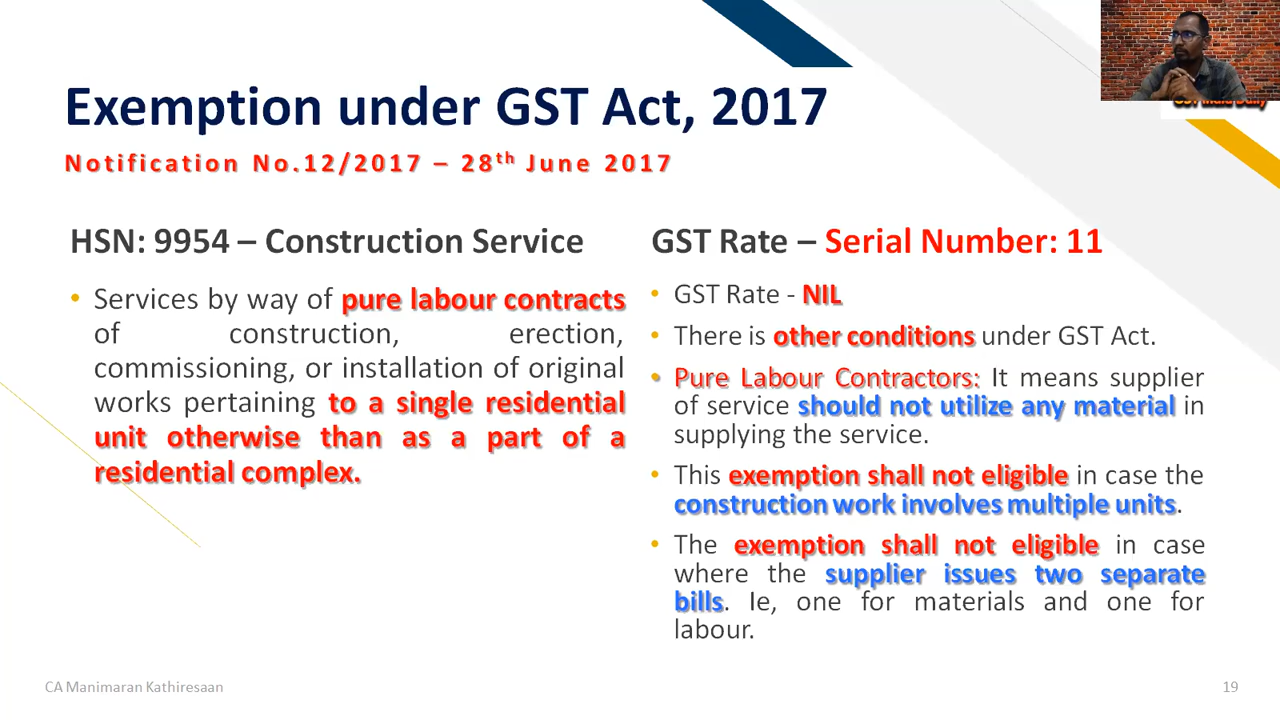 Exemption under GST Act, 2017
Notification No.12/2017 – 28th June 2017
HSN: 9954 – Construction Service
• Services by way of pure labour contracts
of construction, erection,
commissioning, or installation of original
works pertaining to a single residential
unit otherwise than as a part of a
residential complex.
GST Rate – Serial Number: 11
• GST Rate - NIL
• There is other conditions under GST Act.
• Pure Labour Contractors: It means supplier
of service should not utilize any material in
supplying the service.
• This exemption shall not eligible in case the
construction work involves multiple units.
• The exemption shall not eligible in case
where the supplier issues two separate
bills. Ie, one for materials and one for
labour.
GST India Daily
CA Manimaran Kathiresaan
19